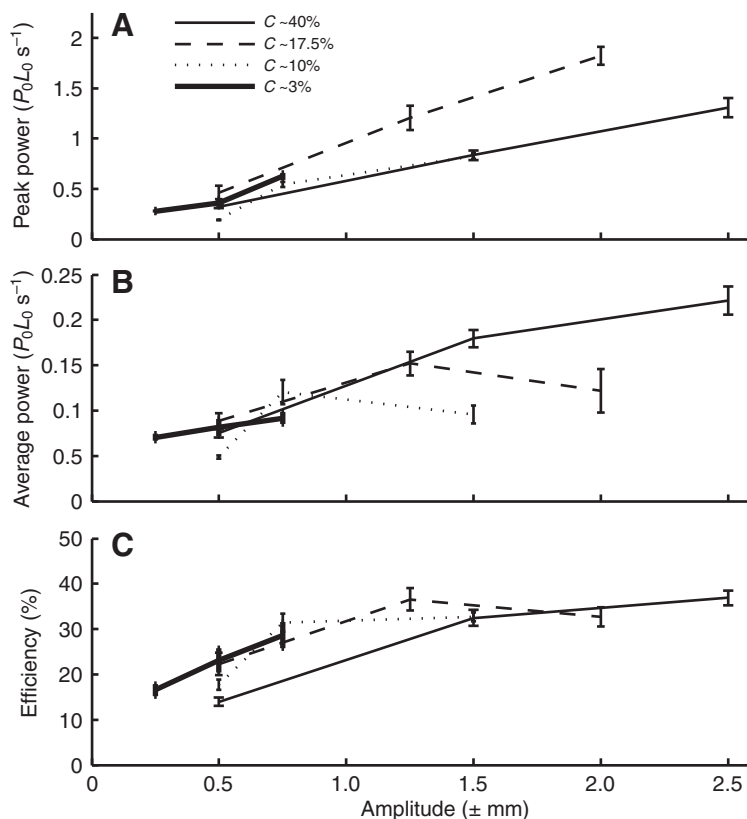 A
C ~40%
C ~17.5%
C ~10%
C ~3%
Peak power (P₀L₀ s⁻¹)
2
1.5
1
0.5
0
B
Average power (P₀L₀ s⁻¹)
0.25
0.2
0.15
0.1
0.5
0
C
Efficiency (%)
50
40
30
20
10
0
0 0.5 1.0 1.5 2.0 2.5
Amplitude (± mm)